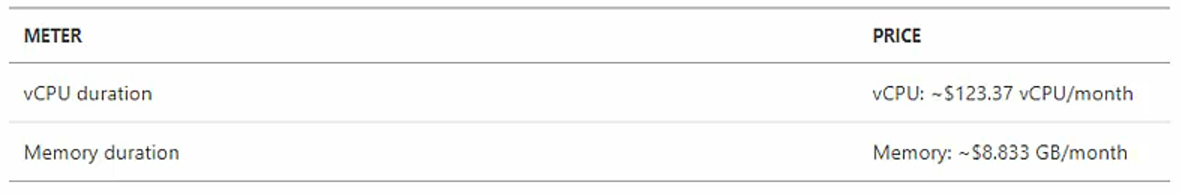 METER PRICE
vCPU duration vCPU: ~$123.37 vCPU/month
Memory duration Memory: ~$8.833 GB/month